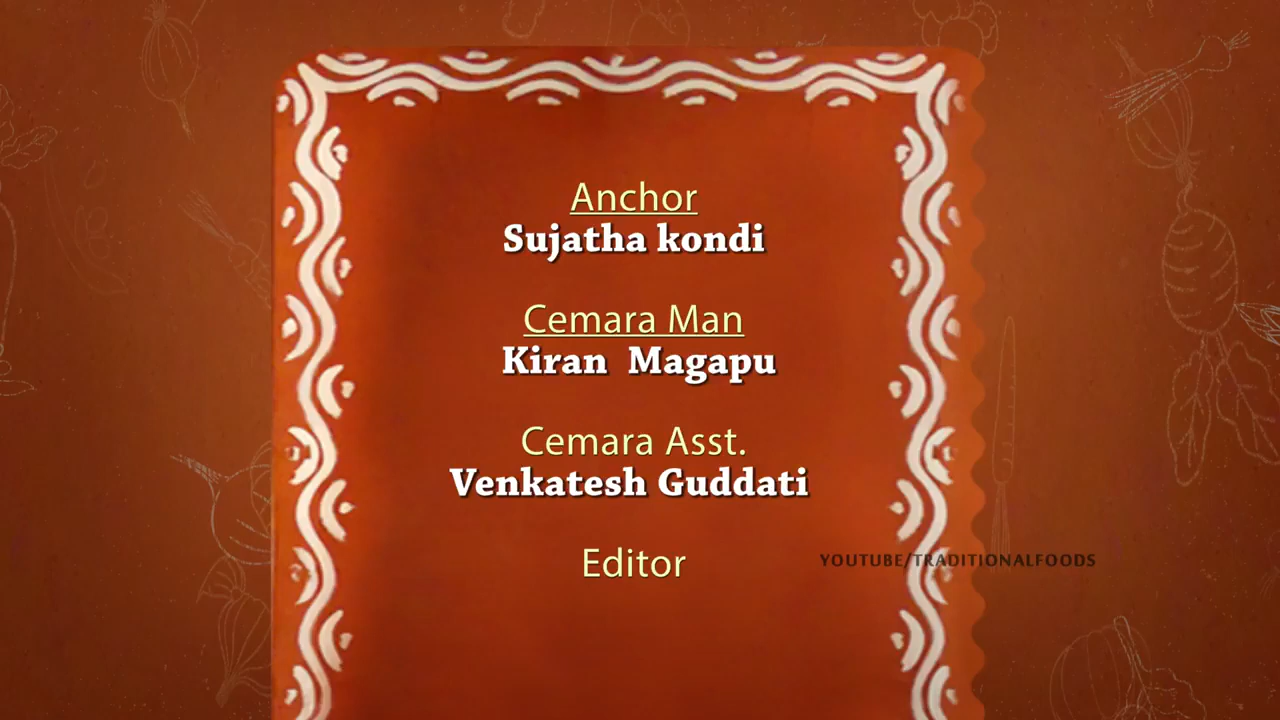 Anchor
Sujatha kondi
Cemara Man
Kiran Magapu
Cemara Asst.
Venkatesh Guddati
Editor
YOUTUBE/TRADITIONALFOODS